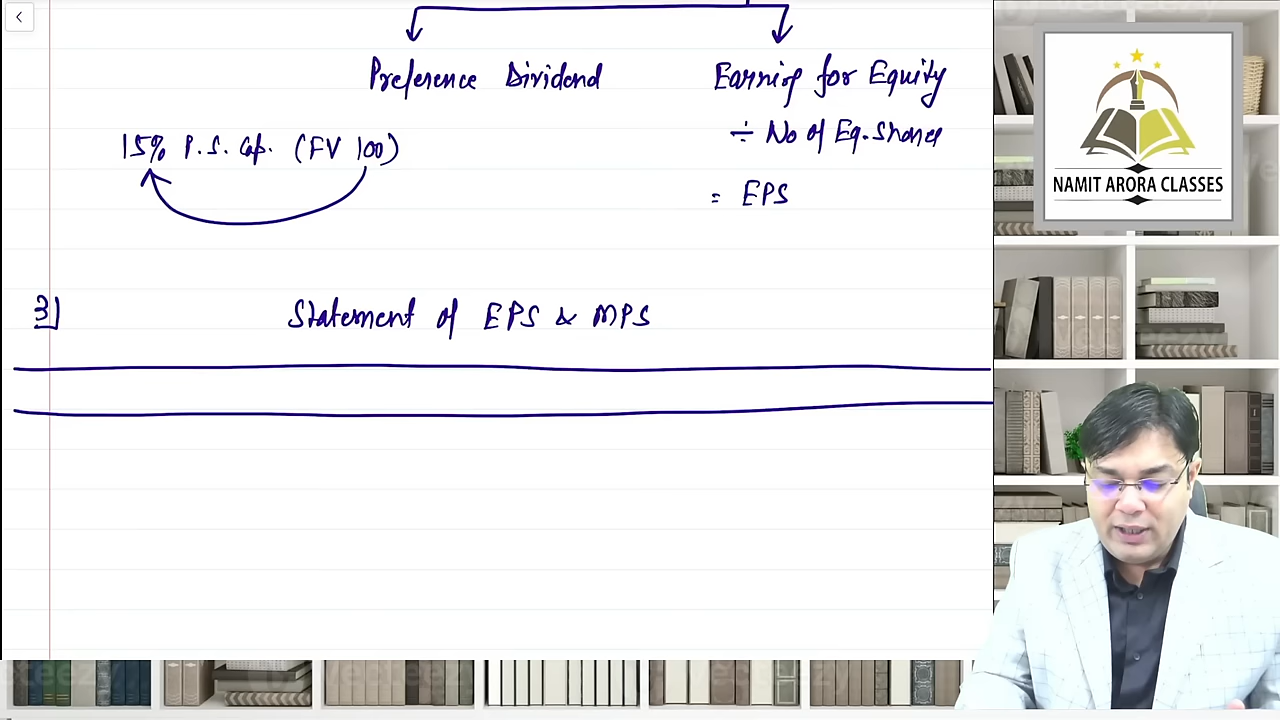 Preference Dividend
Earning for Equity
÷ No of Eq. Shares
= EPS
15% P.S. Cap. (FV 100)
3] Statement of EPS & MPS
NAMIT ARORA CLASSES